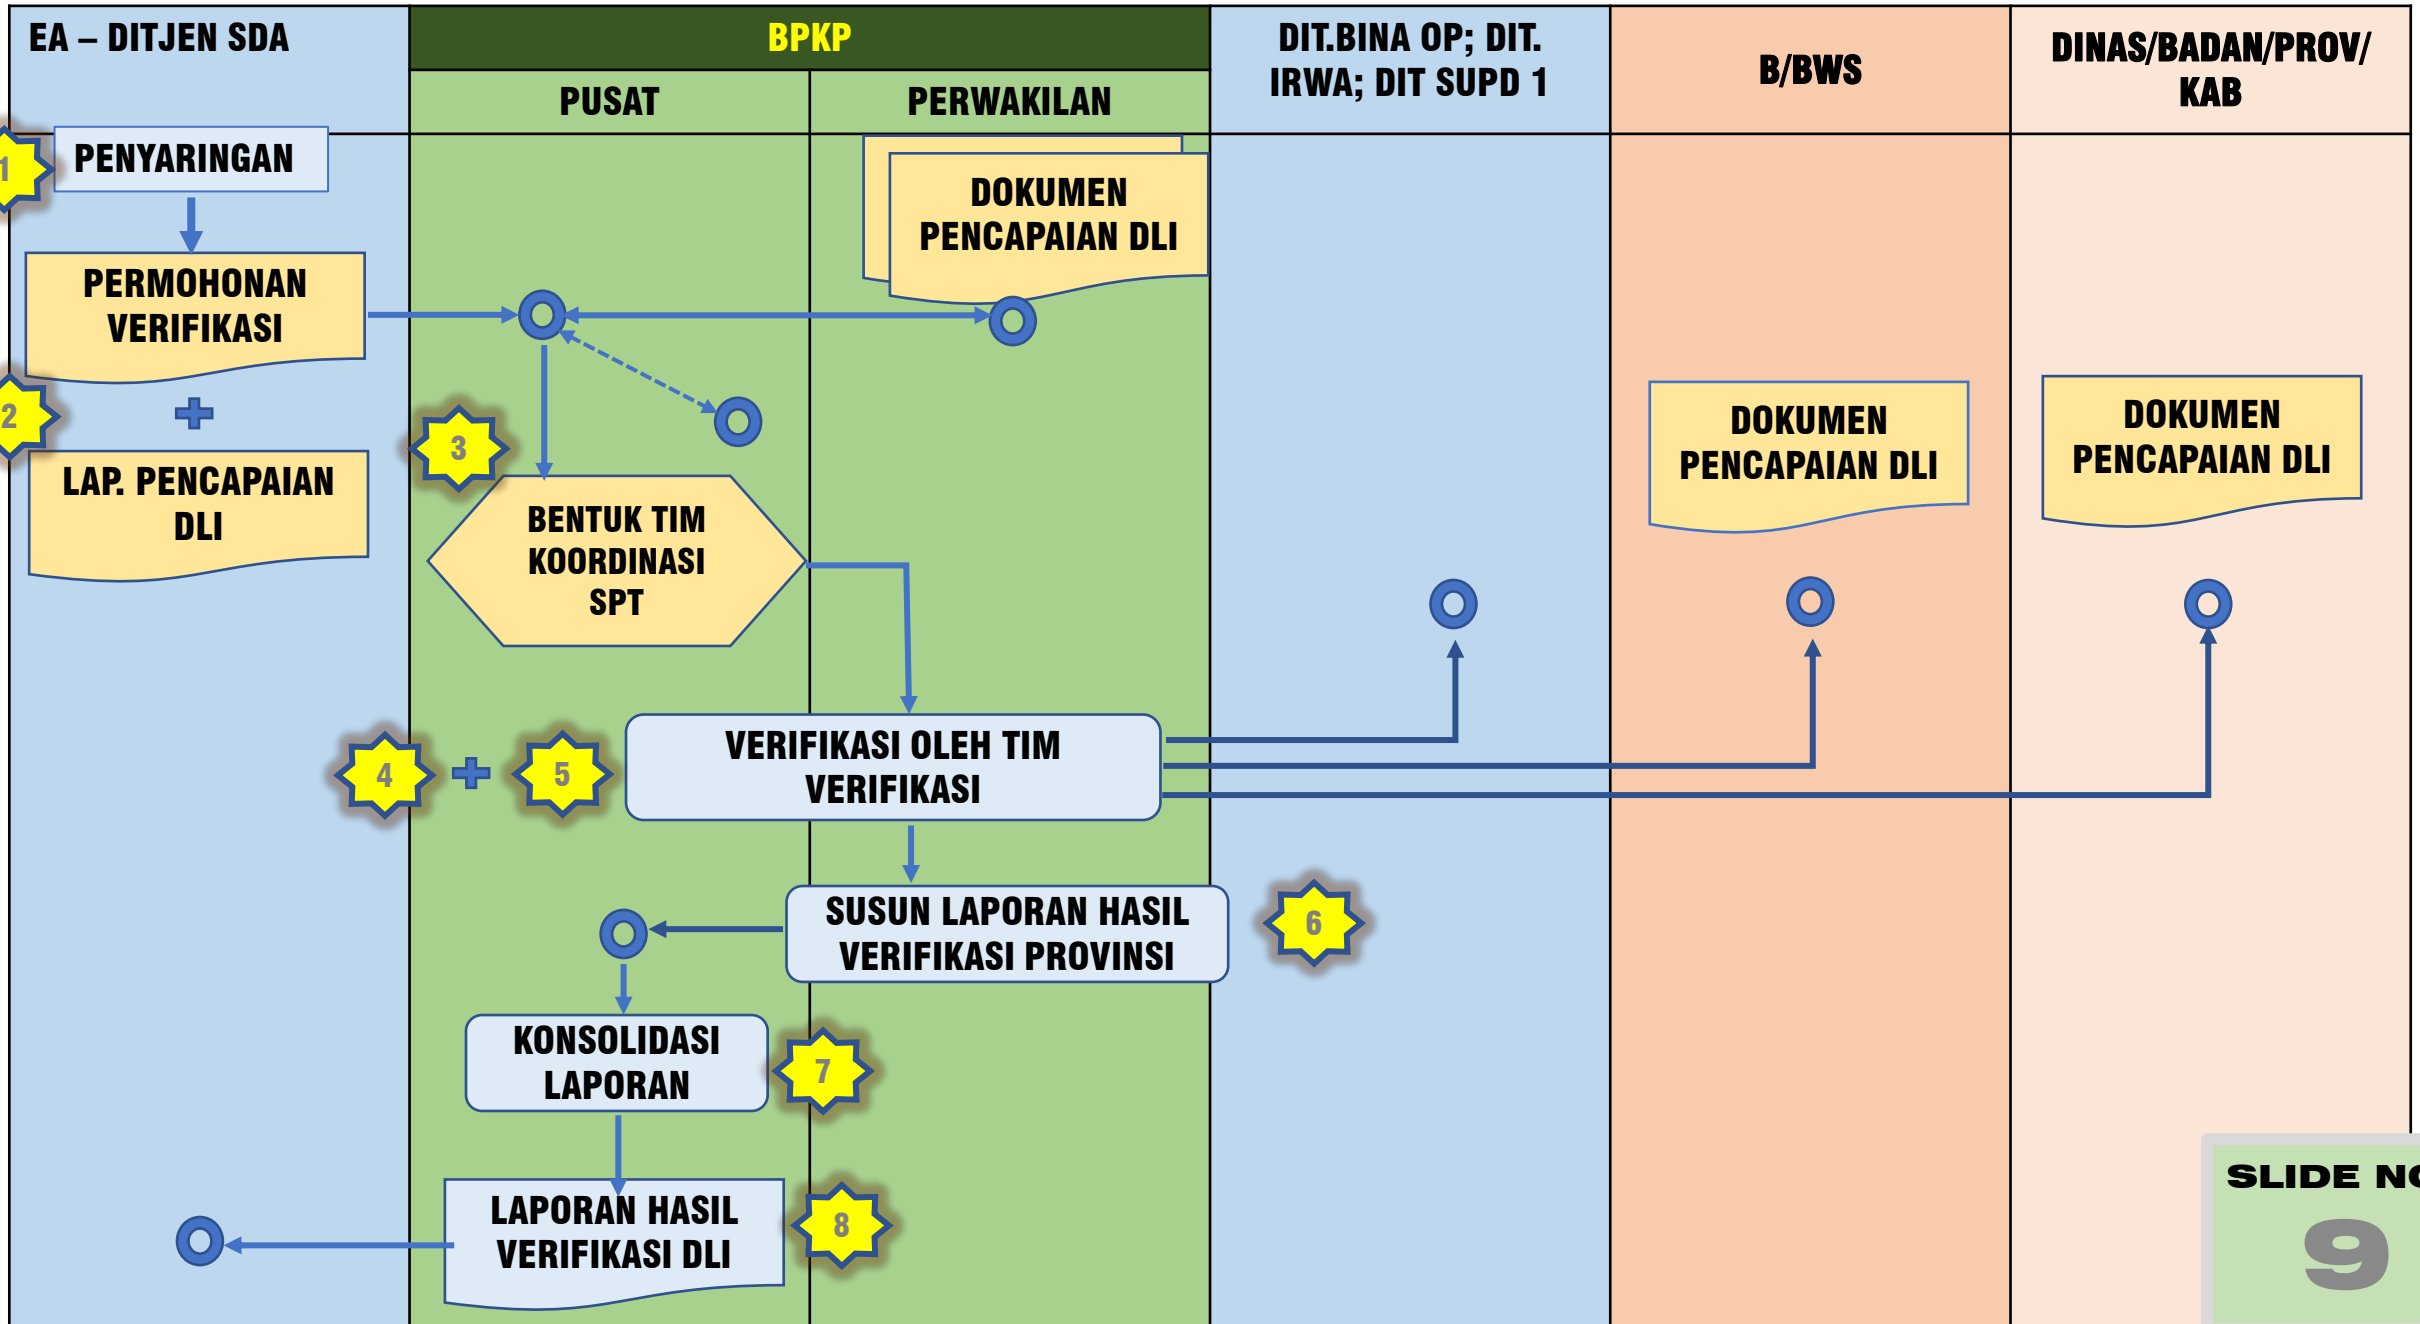 EA – DITJEN SDA
BPKP
PUSAT
PERWAKILAN
DIT.BINA OP; DIT.
IRWA; DIT SUPD 1
B/BWS
DINAS/BADAN/PROV/
KAB
1
PENYARINGAN
DOKUMEN
PENCAPAIAN DLI
PERMOHONAN
VERIFIKASI
2
LAP. PENCAPAIAN
DLI
3
BENTUK TIM
KOORDINASI
SPT
DOKUMEN
PENCAPAIAN DLI
DOKUMEN
PENCAPAIAN DLI
4
5
VERIFIKASI OLEH TIM
VERIFIKASI
SUSUN LAPORAN HASIL
VERIFIKASI PROVINSI
6
KONSOLIDASI
LAPORAN
7
LAPORAN HASIL
VERIFIKASI DLI
8
SLIDE NO
9